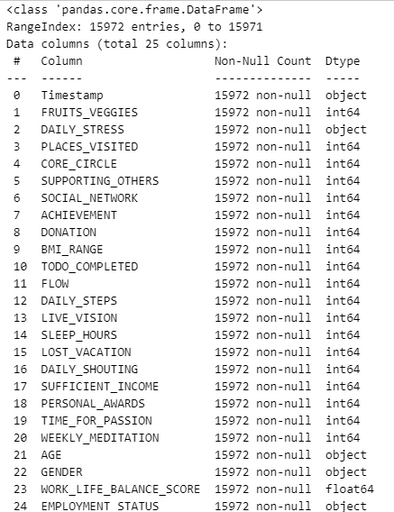 <class 'pandas.core.frame.DataFrame'>
RangeIndex: 15972 entries, 0 to 15971
Data columns (total 25 columns):
 #   Column                   Non-Null Count  Dtype
---  ------                   --------------  -----
 0   Timestamp                15972 non-null  object
 1   FRUITS_VEGGIES           15972 non-null  int64
 2   DAILY_STRESS             15972 non-null  object
 3   PLACES_VISITED           15972 non-null  int64
 4   CORE_CIRCLE              15972 non-null  int64
 5   SUPPORTING_OTHERS        15972 non-null  int64
 6   SOCIAL_NETWORK           15972 non-null  int64
 7   ACHIEVEMENT              15972 non-null  int64
 8   DONATION                 15972 non-null  int64
 9   BMI_RANGE                15972 non-null  int64
 10  TODO_COMPLETED           15972 non-null  int64
 11  FLOW                     15972 non-null  int64
 12  DAILY_STEPS              15972 non-null  int64
 13  LIVE_VISION              15972 non-null  int64
 14  SLEEP_HOURS              15972 non-null  int64
 15  LOST_VACATION            15972 non-null  int64
 16  DAILY_SHOUTING           15972 non-null  int64
 17  SUFFICIENT_INCOME        15972 non-null  int64
 18  PERSONAL_AWARDS          15972 non-null  int64
 19  TIME_FOR_PASSION         15972 non-null  int64
 20  WEEKLY_MEDITATION        15972 non-null  int64
 21  AGE                      15972 non-null  object
 22  GENDER                   15972 non-null  object
 23  WORK_LIFE_BALANCE_SCORE  15972 non-null  float64
 24  EMPLOYMENT STATUS        15972 non-null  object